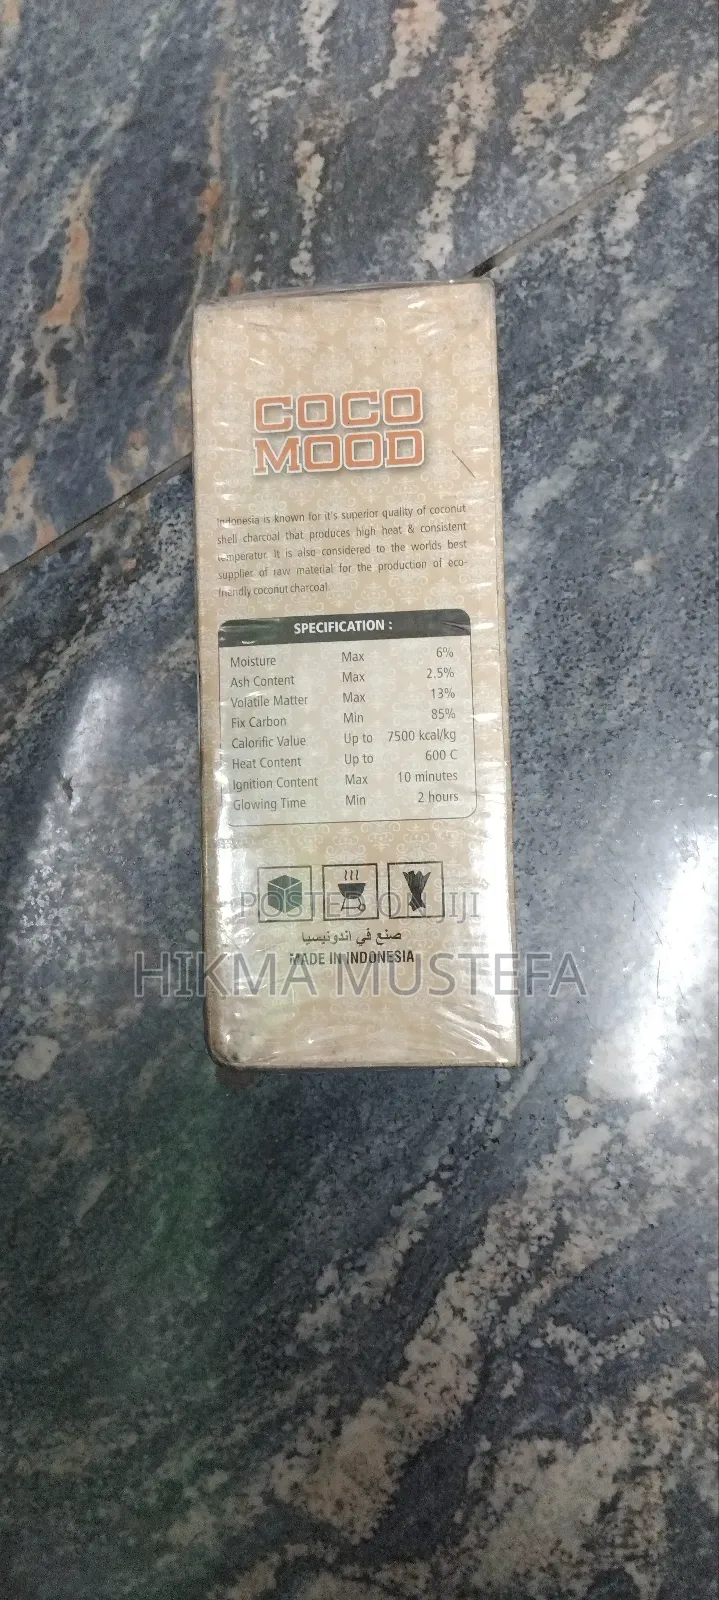 COCO
MOOD
Indonesia is known for it's superior quality of coconut
shell charcoal that produces high heat & consistent
temperatur. It is also considered to the worlds best
supplier of raw material for the production of eco-
friendly coconut charcoal.
SPECIFICATION :
Moisture Max 6%
Ash Content Max 2.5%
Volatile Matter Max 13%
Fix Carbon Min 85%
Calorific Value Up to 7500 kcal/kg
Heat Content Up to 600 C
Ignition Content Max 10 minutes
Glowing Time Min 2 hours
POSTED ON JIJI
صنع في اندونيسيا
MADE IN INDONESIA
HIKMA MUSTEFA